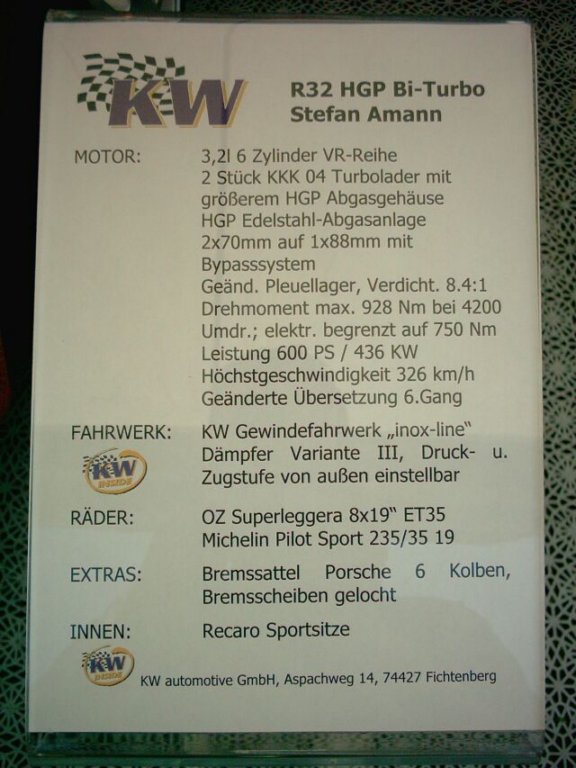 KW
R32 HGP Bi-Turbo
Stefan Amann
MOTOR: 3,2l 6 Zylinder VR-Reihe
2 Stück KKK 04 Turbolader mit
größerem HGP Abgasgehäuse
HGP Edelstahl-Abgasanlage
2x70mm auf 1x88mm mit
Bypasssystem
Geänd. Pleuellager, Verdicht. 8.4:1
Drehmoment max. 928 Nm bei 4200
Umdr.; elektr. begrenzt auf 750 Nm
Leistung 600 PS / 436 KW
Höchstgeschwindigkeit 326 km/h
Geänderte Übersetzung 6.Gang
FAHRWERK: KW Gewindefahrwerk „inox-line“
Dämpfer Variante III, Druck- u.
Zugstufe von außen einstellbar
KW
INSIDE
RÄDER: OZ Superleggera 8x19“ ET35
Michelin Pilot Sport 235/35 19
EXTRAS: Bremssattel Porsche 6 Kolben,
Bremsscheiben gelocht
INNEN: Recaro Sportsitze
KW
INSIDE
KW automotive GmbH, Aspachweg 14, 74427 Fichtenberg